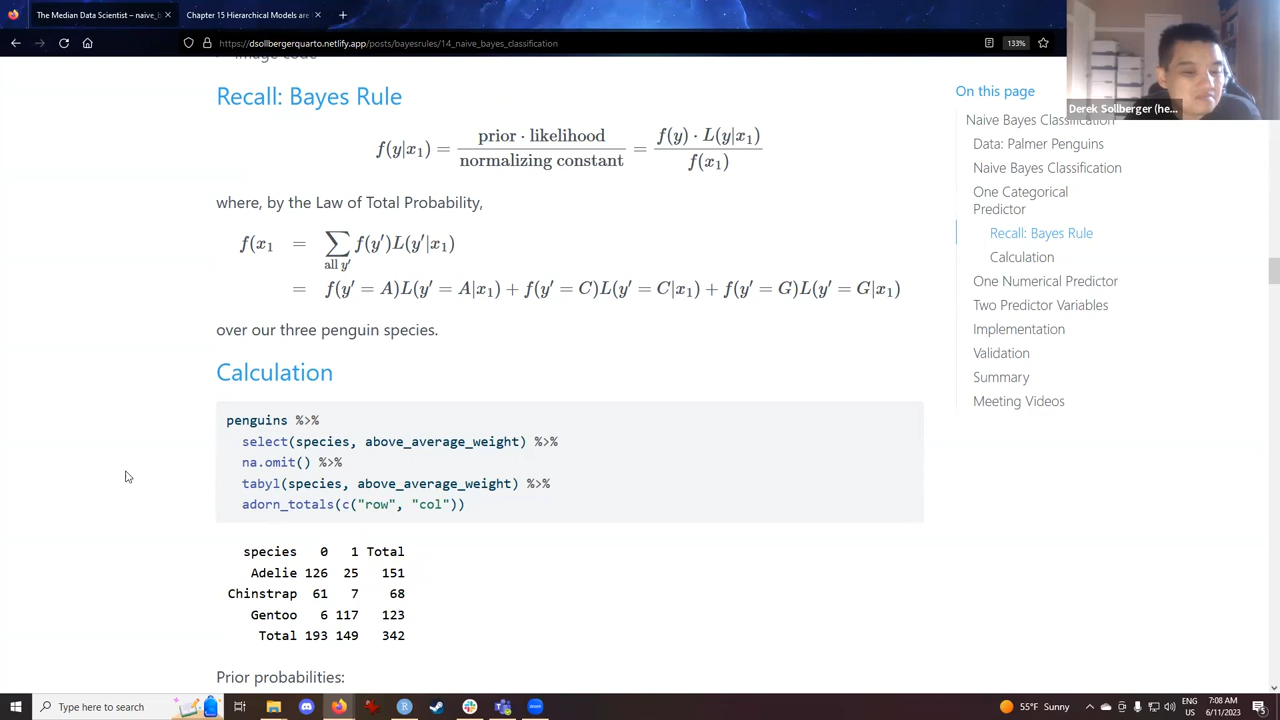 The Median Data Scientist – naive_b
Chapter 15 Hierarchical Models are
https://dsollbergerquarto.netlify.app/posts/bayesrules/14_naive_bayes_classification
133%
Derek Sollberger (he...
image code
Recall: Bayes Rule
f(y|x₁) = prior · likelihood / normalizing constant = f(y) · L(y|x₁) / f(x₁)
where, by the Law of Total Probability,
f(x₁ = ∑ all y′ f(y′)L(y′|x₁)
= f(y′ = A)L(y′ = A|x₁) + f(y′ = C)L(y′ = C|x₁) + f(y′ = G)L(y′ = G|x₁)
over our three penguin species.
Calculation
penguins %>%
select(species, above_average_weight) %>%
na.omit() %>%
tabyl(species, above_average_weight) %>%
adorn_totals(c("row", "col"))
species 0 1 Total
Adelie 126 25 151
Chinstrap 61 7 68
Gentoo 6 117 123
Total 193 149 342
Prior probabilities:
On this page
Naive Bayes Classification
Data: Palmer Penguins
Naive Bayes Classification
One Categorical
Predictor
Recall: Bayes Rule
Calculation
One Numerical Predictor
Two Predictor Variables
Implementation
Validation
Summary
Meeting Videos
Type here to search
55°F Sunny
ENG
US
7:08 AM
6/11/2023
5